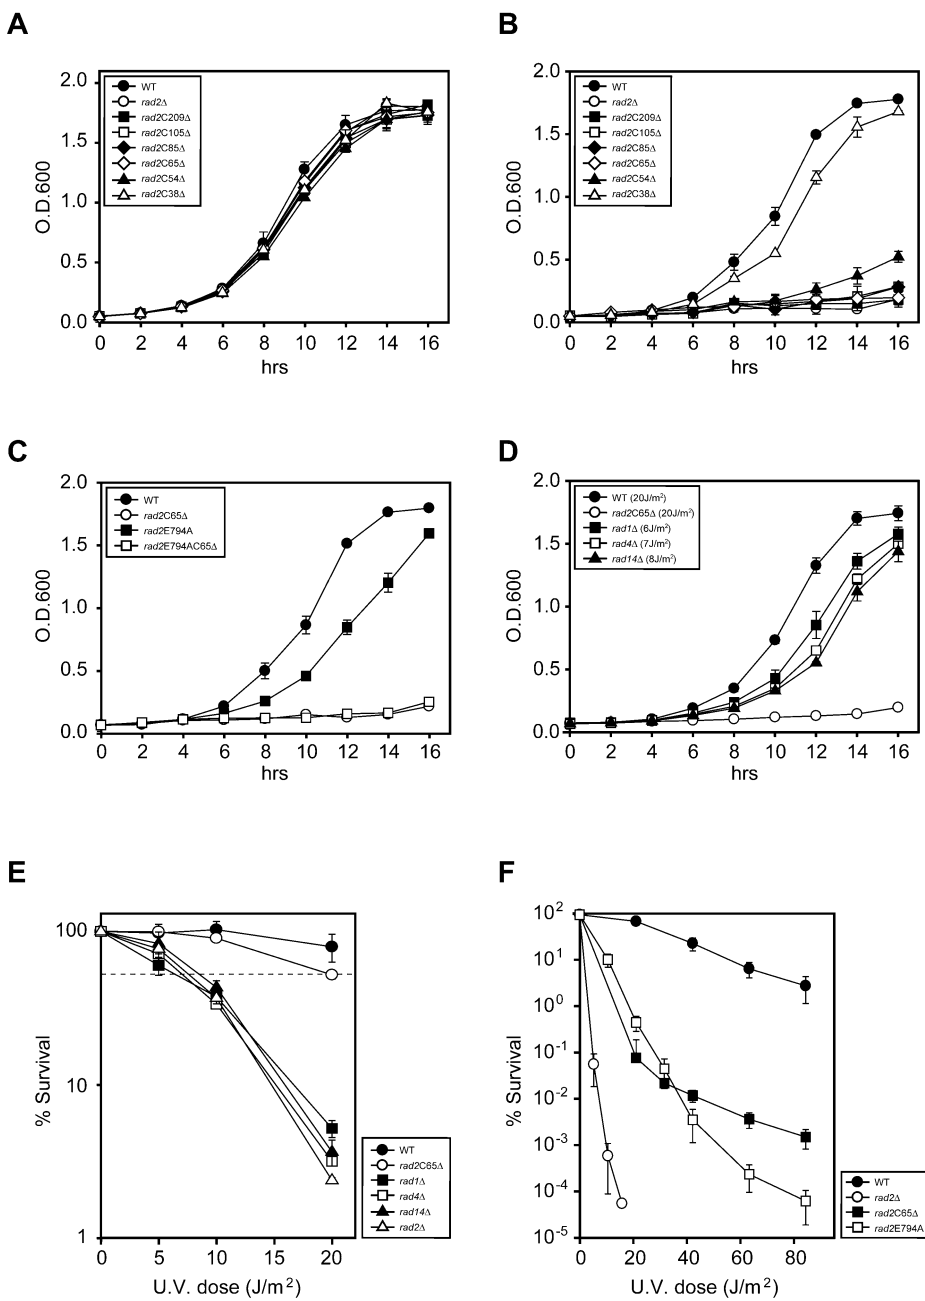 A
2.0
1.5
1.0
0.5
0.0
O.D.600
0 2 4 6 8 10 12 14 16
hrs
WT
rad2Δ
rad2C209Δ
rad2C105Δ
rad2C85Δ
rad2C65Δ
rad2C54Δ
rad2C38Δ
B
2.0
1.5
1.0
0.5
0.0
O.D.600
0 2 4 6 8 10 12 14 16
hrs
WT
rad2Δ
rad2C209Δ
rad2C105Δ
rad2C85Δ
rad2C65Δ
rad2C54Δ
rad2C38Δ
C
2.0
1.5
1.0
0.5
0.0
O.D.600
0 2 4 6 8 10 12 14 16
hrs
WT
rad2C65Δ
rad2E794A
rad2E794AC65Δ
D
2.0
1.5
1.0
0.5
0.0
O.D.600
0 2 4 6 8 10 12 14 16
hrs
WT (20J/m²)
rad2C65Δ (20J/m²)
rad1Δ (6J/m²)
rad4Δ (7J/m²)
rad14Δ (8J/m²)
E
100
10
1
% Survival
0 5 10 15 20
U.V. dose (J/m²)
WT
rad2C65Δ
rad1Δ
rad4Δ
rad14Δ
rad2Δ
F
10²
10¹
10⁰
10⁻¹
10⁻²
10⁻³
10⁻⁴
10⁻⁵
% Survival
0 20 40 60 80
U.V. dose (J/m²)
WT
rad2Δ
rad2C65Δ
rad2E794A